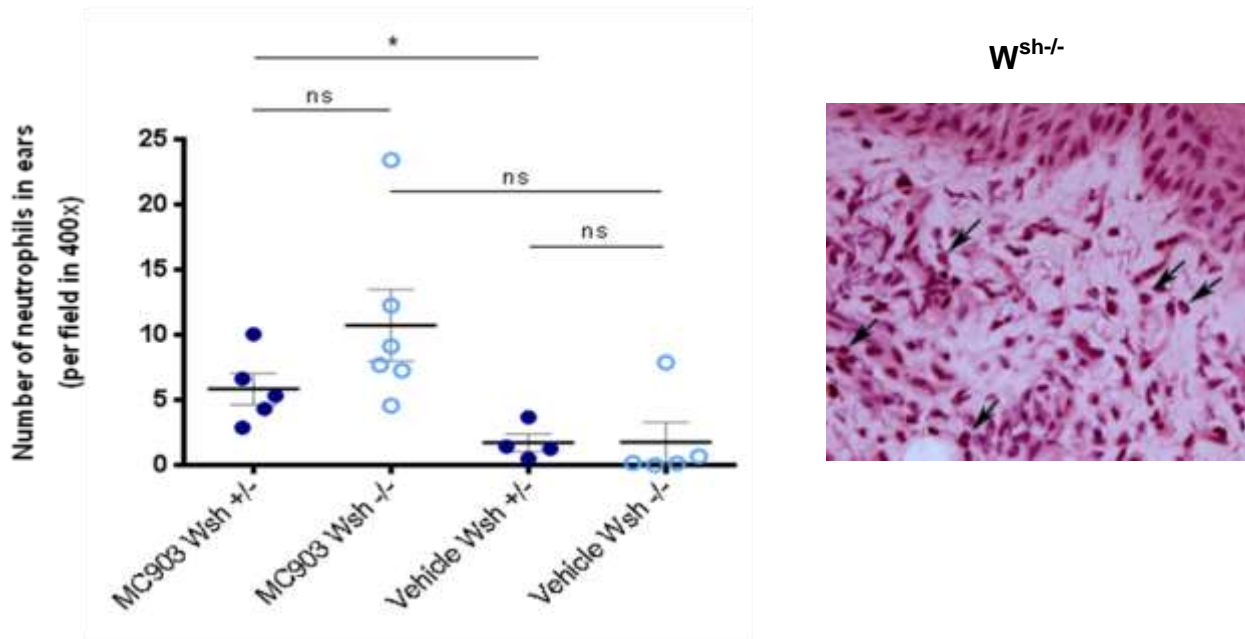 *
ns
ns
ns
Number of neutrophils in ears
(per field in 400x)
25
20
15
10
5
0
MC903 Wsh +/-
MC903 Wsh -/-
Vehicle Wsh +/-
Vehicle Wsh -/-
Wsh-/-